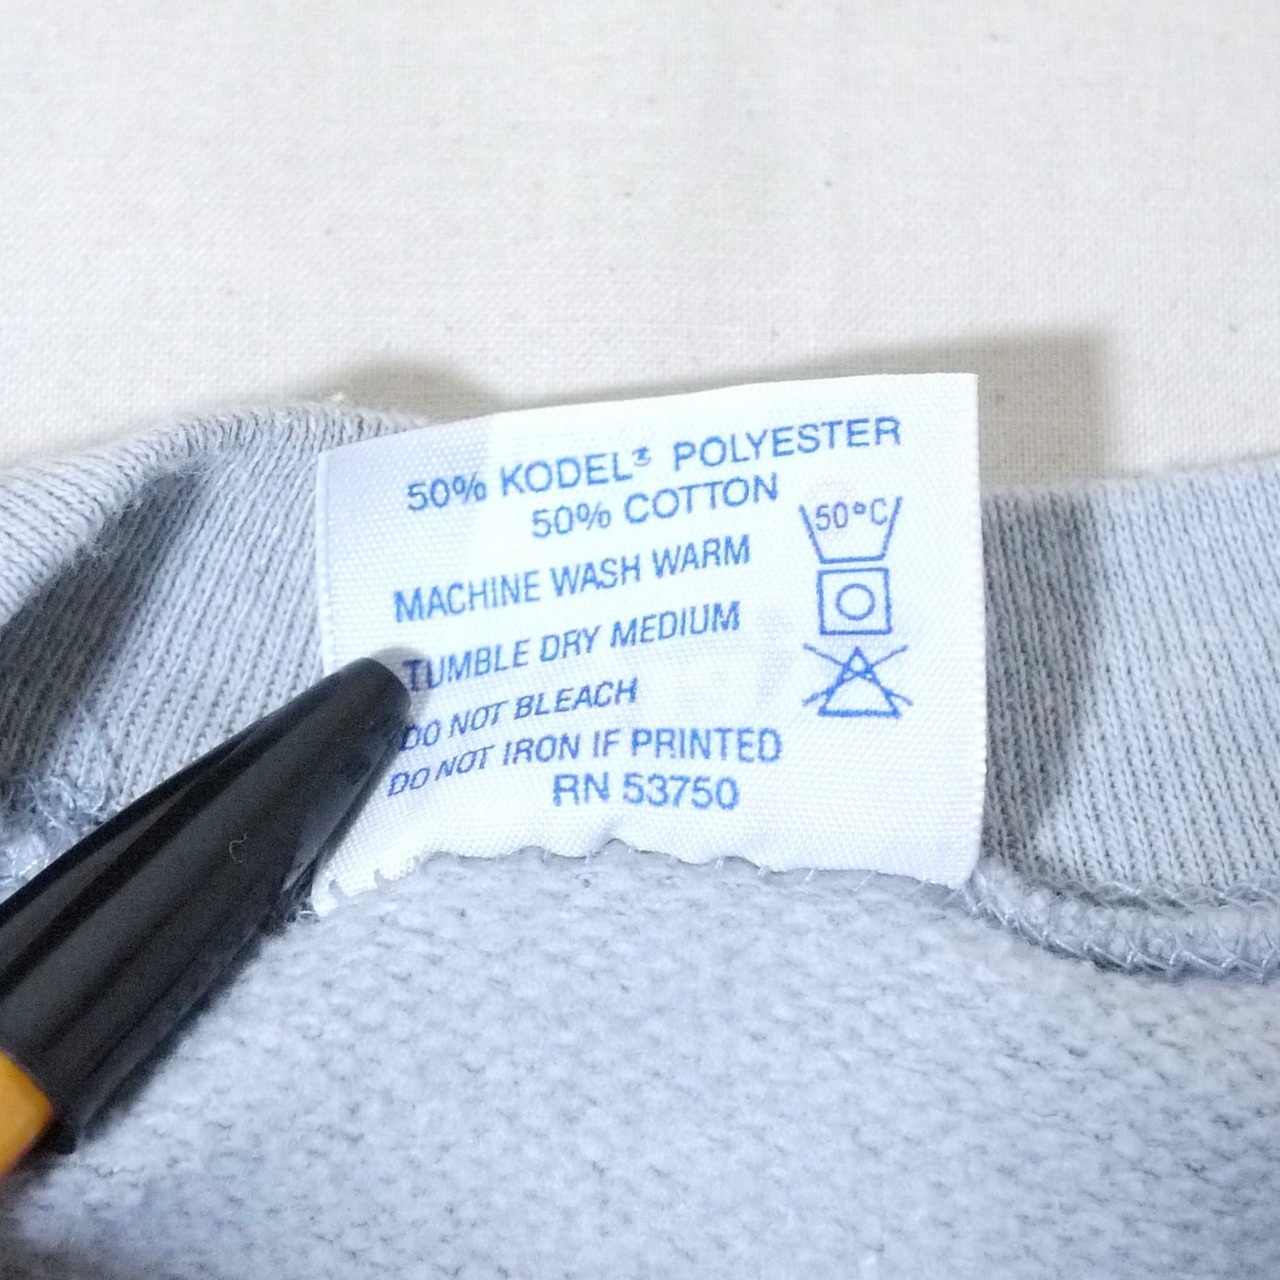 50% KODEL® POLYESTER
50% COTTON
50°C
MACHINE WASH WARM
TUMBLE DRY MEDIUM
DO NOT BLEACH
DO NOT IRON IF PRINTED
RN 53750